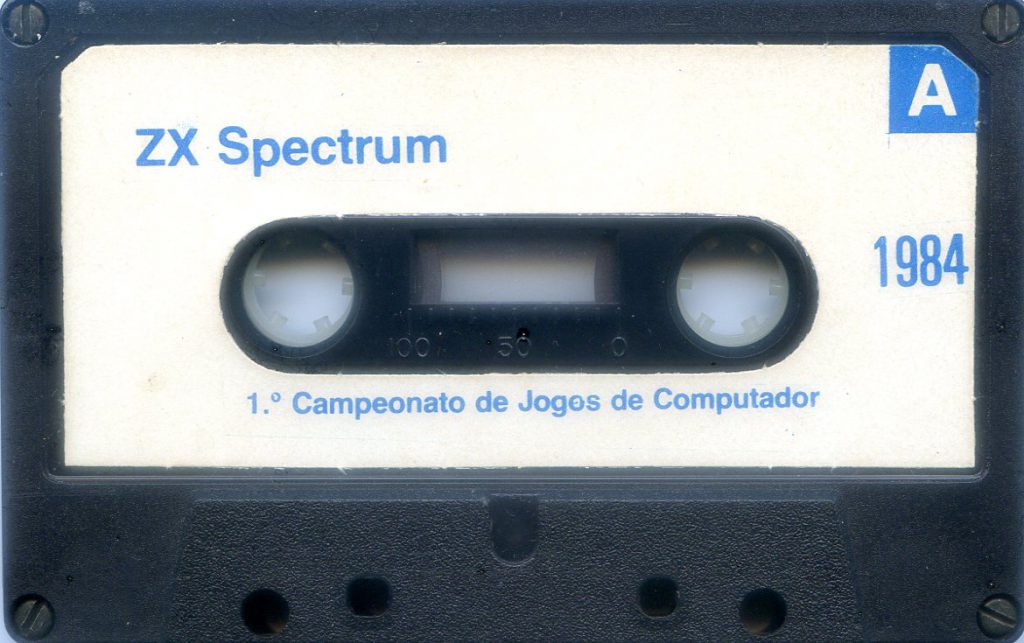 A
ZX Spectrum
1984
100 50 0
1.º Campeonato de Jogos de Computador